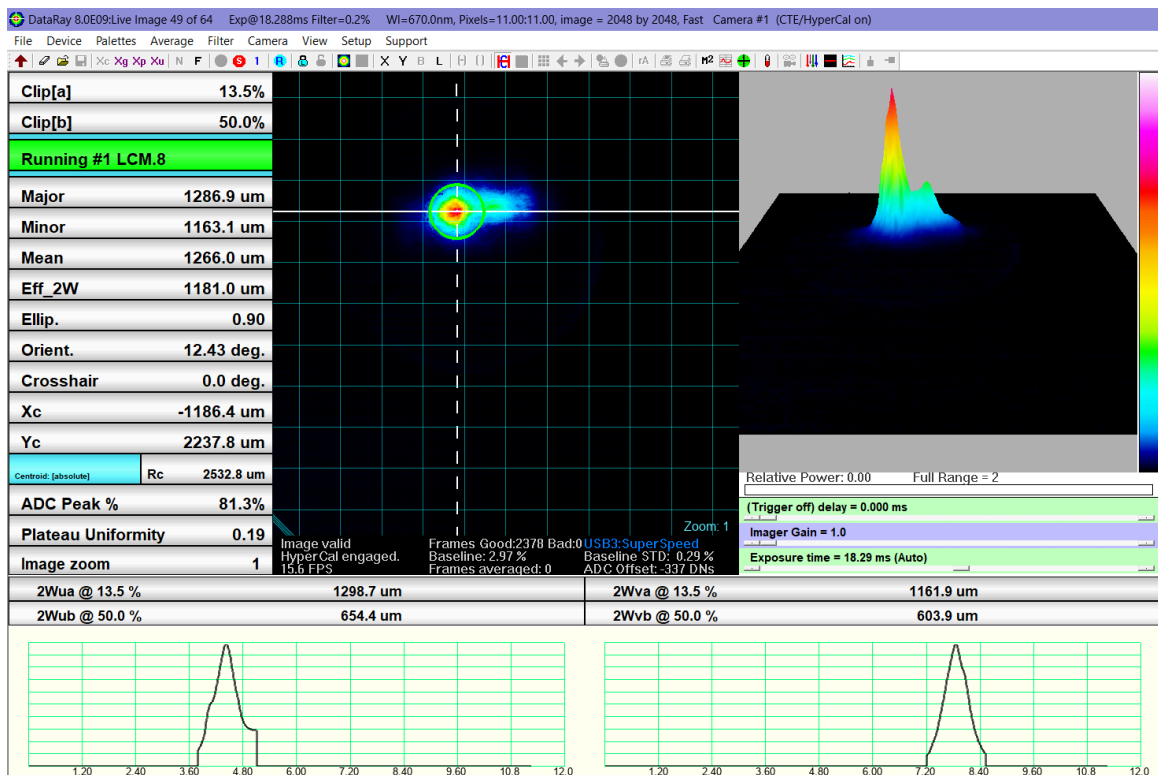 DataRay 8.0E09:Live Image 49 of 64 Exp@18.288ms Filter=0.2% Wl=670.0nm, Pixels=11.00:11.00, image = 2048 by 2048, Fast Camera #1 (CTE/HyperCal on)
File Device Palettes Average Filter Camera View Setup Support
Xc Xg Xp Xu N F S 1 R X Y B L rA M²
Clip[a] 13.5%
Clip[b] 50.0%
Running #1 LCM.8
Major 1286.9 um
Minor 1163.1 um
Mean 1266.0 um
Eff_2W 1181.0 um
Ellip. 0.90
Orient. 12.43 deg.
Crosshair 0.0 deg.
Xc -1186.4 um
Yc 2237.8 um
Centroid: [absolute] Rc 2532.8 um
ADC Peak % 81.3%
Plateau Uniformity 0.19
Image zoom 1
Zoom: 1
Image valid Frames Good:2378 Bad:0 USB3:SuperSpeed
HyperCal engaged. Baseline: 2.97 % Baseline STD: 0.29 %
15.6 FPS Frames averaged: 0 ADC Offset: -337 DNs
Relative Power: 0.00 Full Range = 2
(Trigger off) delay = 0.000 ms
Imager Gain = 1.0
Exposure time = 18.29 ms (Auto)
2Wua @ 13.5 % 1298.7 um 2Wva @ 13.5 % 1161.9 um
2Wub @ 50.0 % 654.4 um 2Wvb @ 50.0 % 603.9 um
1.20 2.40 3.60 4.80 6.00 7.20 8.40 9.60 10.8 12.0
1.20 2.40 3.60 4.80 6.00 7.20 8.40 9.60 10.8 12.0